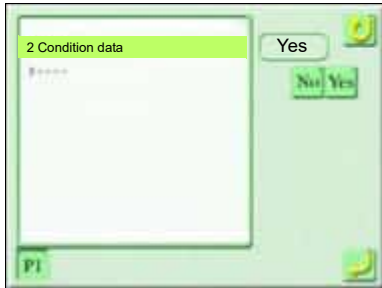 2 Condition data
Yes
No Yes
P1